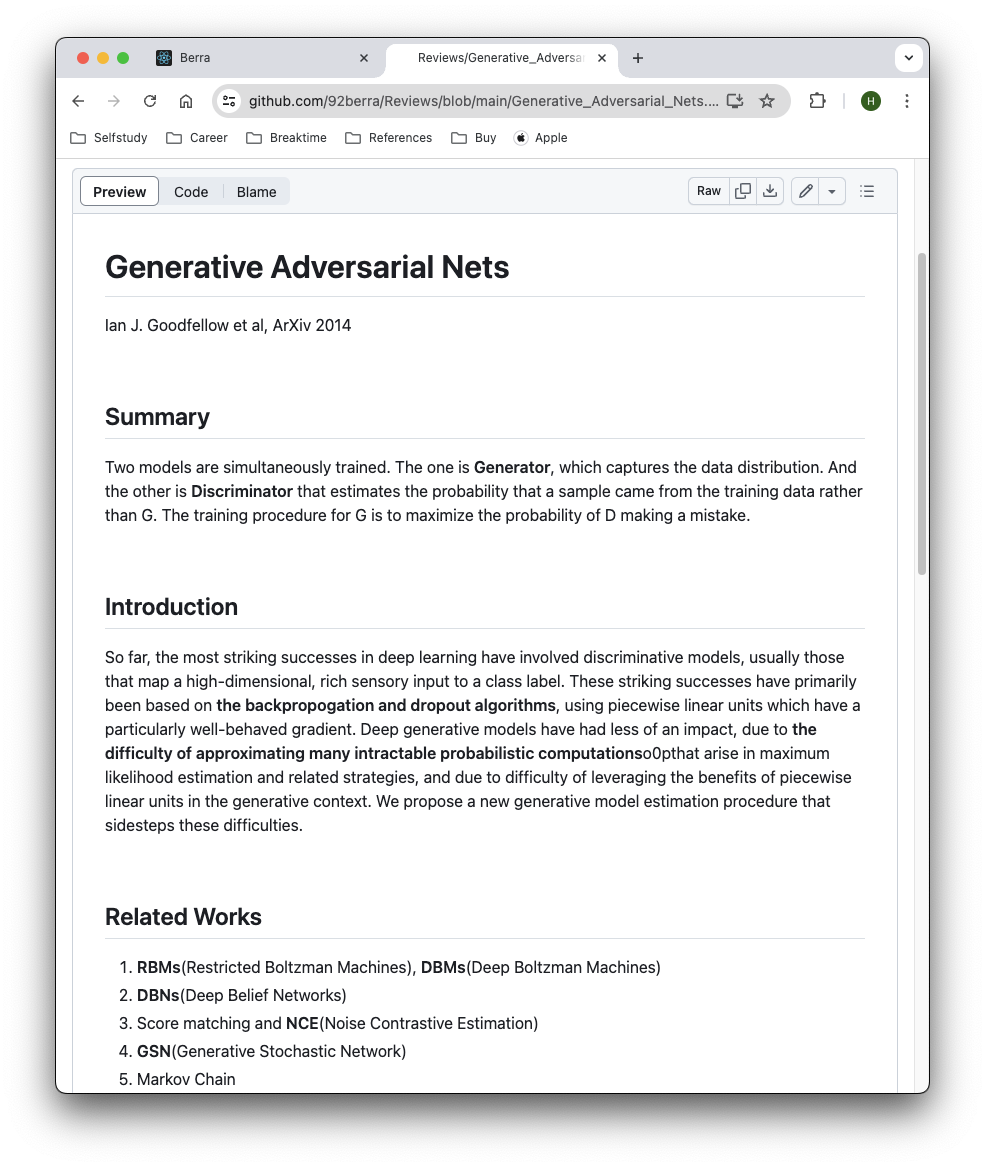 Berra
Reviews/Generative_Adversa
github.com/92berra/Reviews/blob/main/Generative_Adversarial_Nets....
H
Selfstudy
Career
Breaktime
References
Buy
Apple
Preview
Code
Blame
Raw
Generative Adversarial Nets
Ian J. Goodfellow et al, ArXiv 2014
Summary
Two models are simultaneously trained. The one is Generator, which captures the data distribution. And
the other is Discriminator that estimates the probability that a sample came from the training data rather
than G. The training procedure for G is to maximize the probability of D making a mistake.
Introduction
So far, the most striking successes in deep learning have involved discriminative models, usually those
that map a high-dimensional, rich sensory input to a class label. These striking successes have primarily
been based on the backpropogation and dropout algorithms, using piecewise linear units which have a
particularly well-behaved gradient. Deep generative models have had less of an impact, due to the
difficulty of approximating many intractable probabilistic computationso0pthat arise in maximum
likelihood estimation and related strategies, and due to difficulty of leveraging the benefits of piecewise
linear units in the generative context. We propose a new generative model estimation procedure that
sidesteps these difficulties.
Related Works
1. RBMs(Restricted Boltzman Machines), DBMs(Deep Boltzman Machines)
2. DBNs(Deep Belief Networks)
3. Score matching and NCE(Noise Contrastive Estimation)
4. GSN(Generative Stochastic Network)
5. Markov Chain